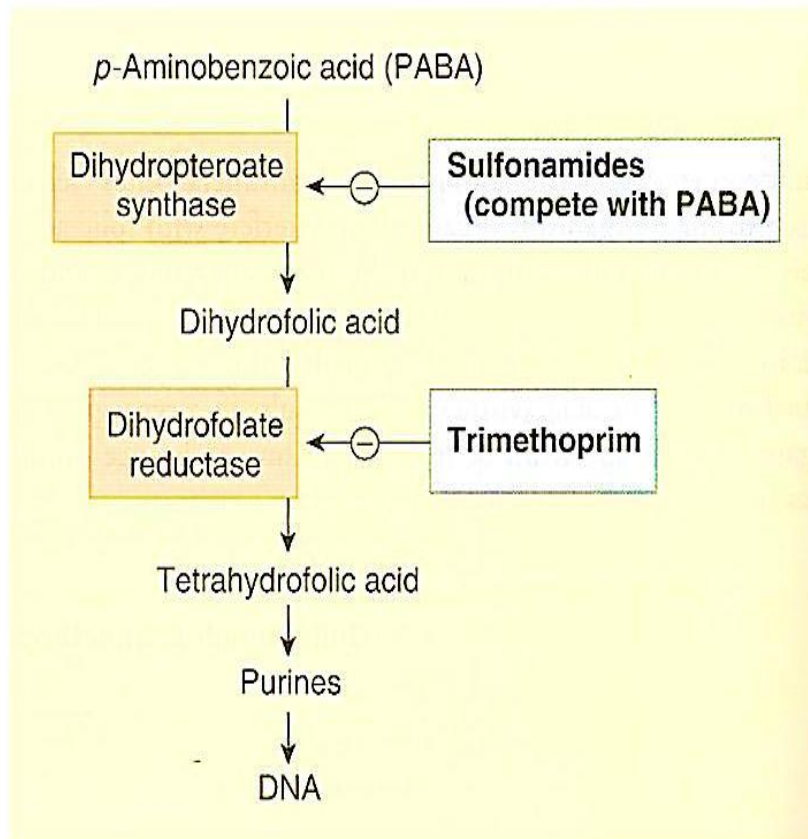 p-Aminobenzoic acid (PABA)
Dihydropteroate
synthase
Sulfonamides
(compete with PABA)
Dihydrofolic acid
Dihydrofolate
reductase
Trimethoprim
Tetrahydrofolic acid
Purines
DNA